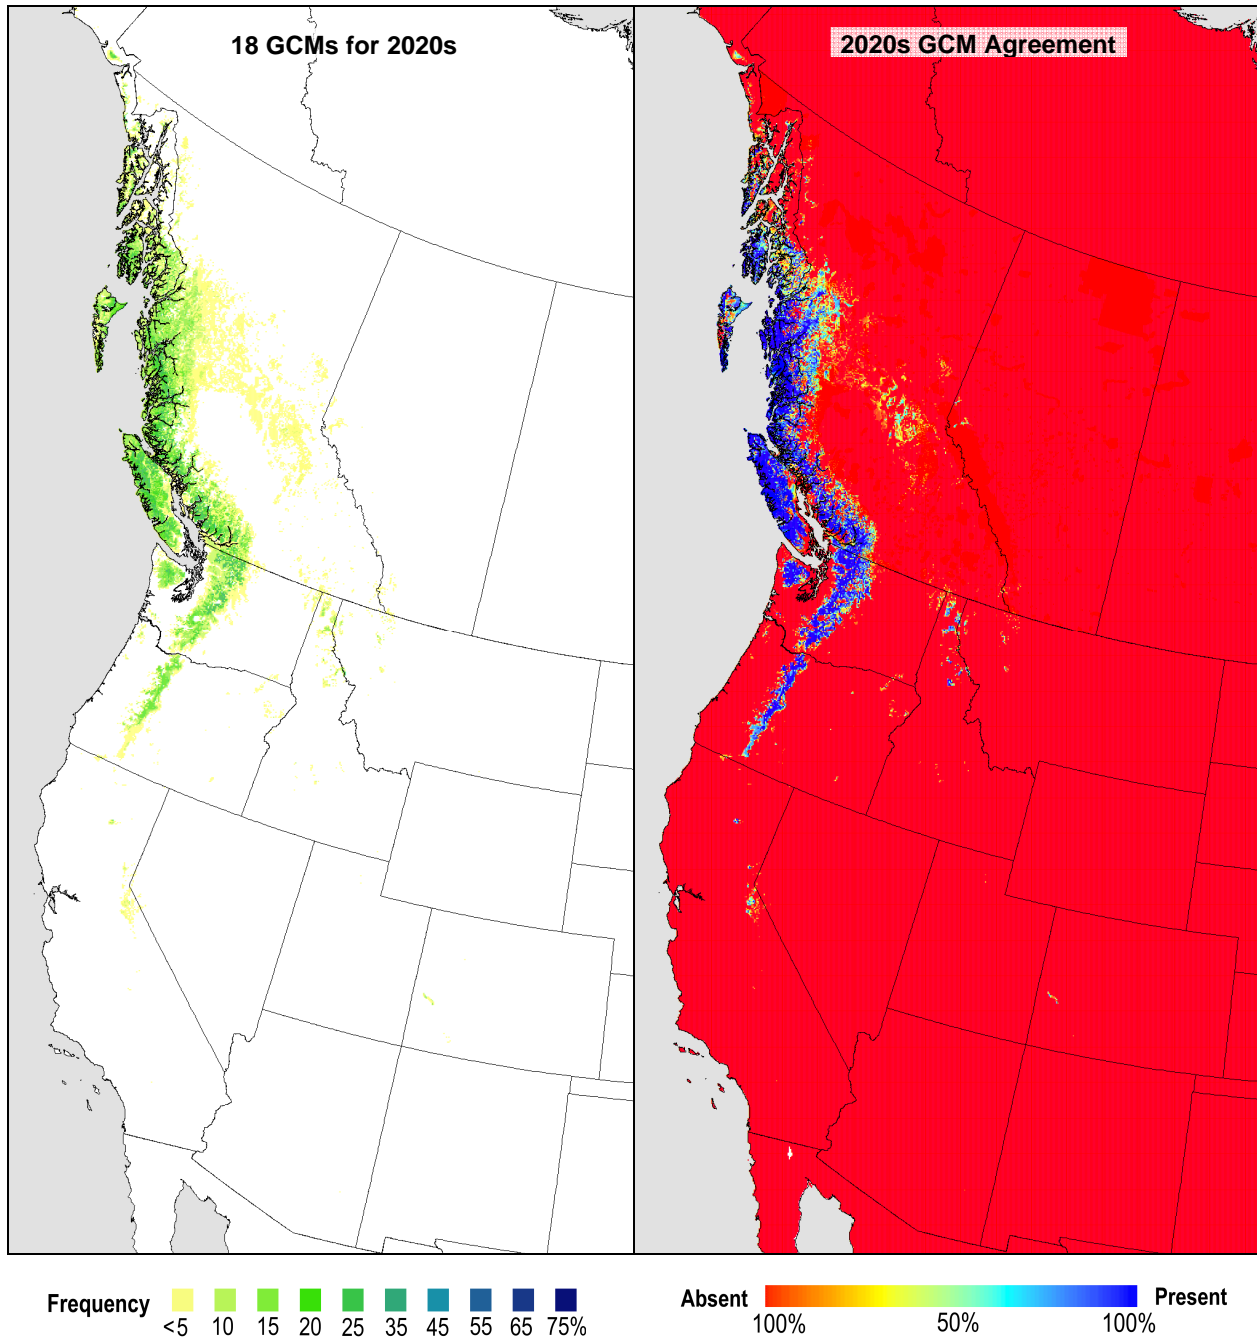 18 GCMs for 2020s
2020s GCM Agreement
Frequency
<5 10 15 20 25 35 45 55 65 75%
Absent Present
100% 50% 100%